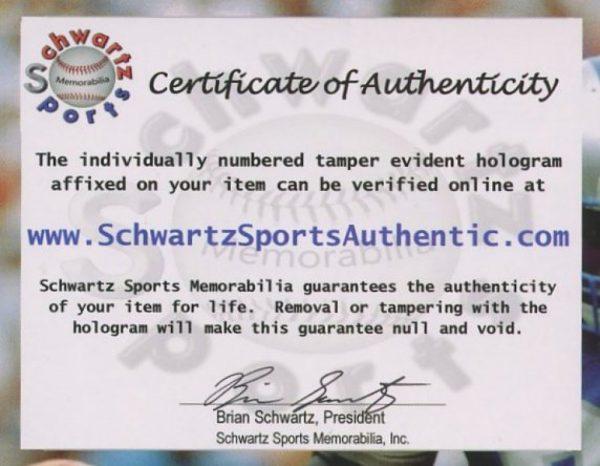 Schwartz
Memorabilia
Sports
Certificate of Authenticity
The individually numbered tamper evident hologram
affixed on your item can be verified online at
www.SchwartzSportsAuthentic.com
Schwartz Sports Memorabilia guarantees the authenticity
of your item for life. Removal or tampering with the
hologram will make this guarantee null and void.
Brian Schwartz, President
Schwartz Sports Memorabilia, Inc.